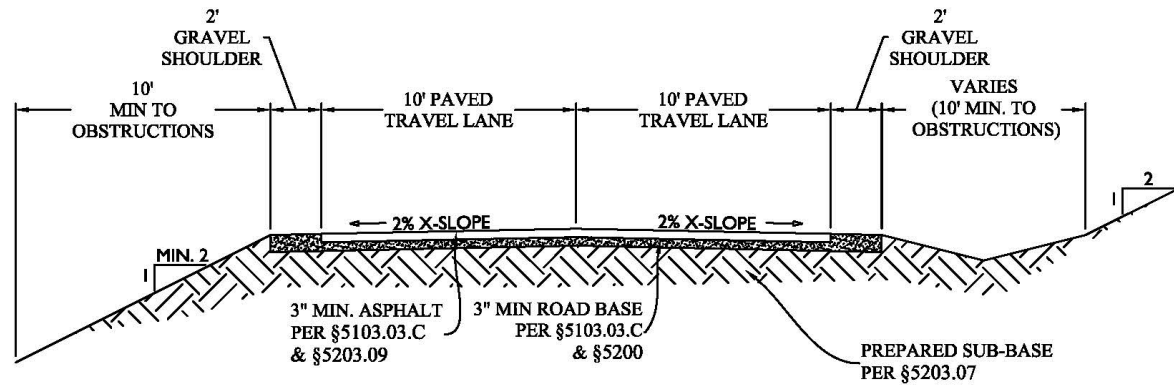 2'
GRAVEL
SHOULDER
2'
GRAVEL
SHOULDER
10'
MIN TO
OBSTRUCTIONS
10' PAVED
TRAVEL LANE
10' PAVED
TRAVEL LANE
VARIES
(10' MIN. TO
OBSTRUCTIONS)
2
1
2% X-SLOPE
2% X-SLOPE
MIN. 2
1
3" MIN. ASPHALT
PER §5103.03.C
& §5203.09
3" MIN ROAD BASE
PER §5103.03.C
& §5200
PREPARED SUB-BASE
PER §5203.07